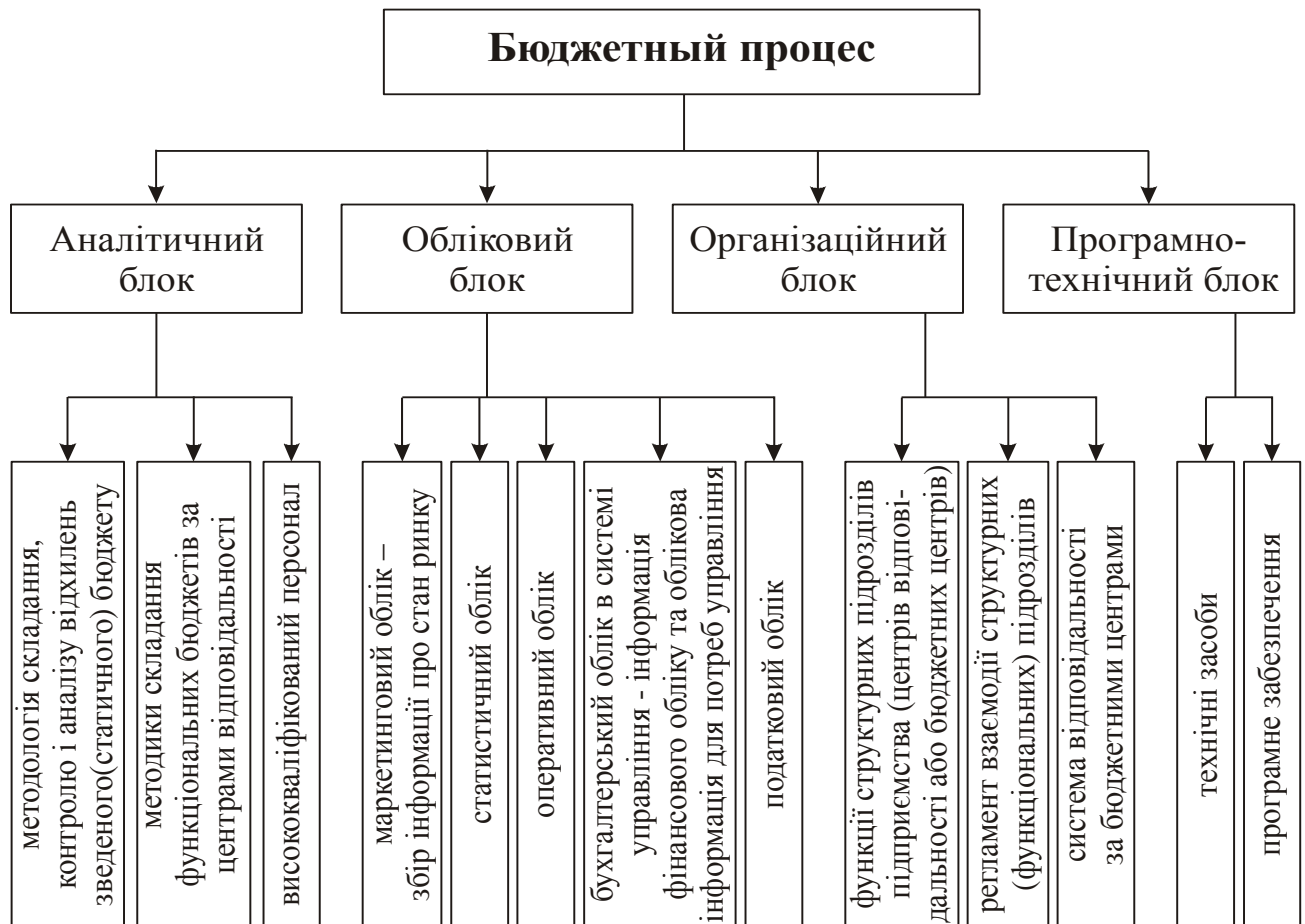 Бюджетный процес
Аналітичний
блок
Обліковий
блок
Організаційний
блок
Програмно-
технічний блок
методологія складання,
контролю і аналізу відхилень
зведеного(статичного) бюджету
методики складання
функціональних бюджетів за
центрами відповідальності
висококваліфікований персонал
маркетинговий облік –
збір інформації про стан ринку
статистичний облік
оперативний облік
бухгалтерський облік в системі
управління - інформація
фінансового обліку та облікова
інформація для потреб управління
податковий облік
функції структурних підрозділів
підприємства (центрів відпові-
дальності або бюджетних центрів)
регламент взаємодії структурних
(функціональних) підрозділів
система відповідальності
за бюджетними центрами
технічні засоби
програмне забезпечення